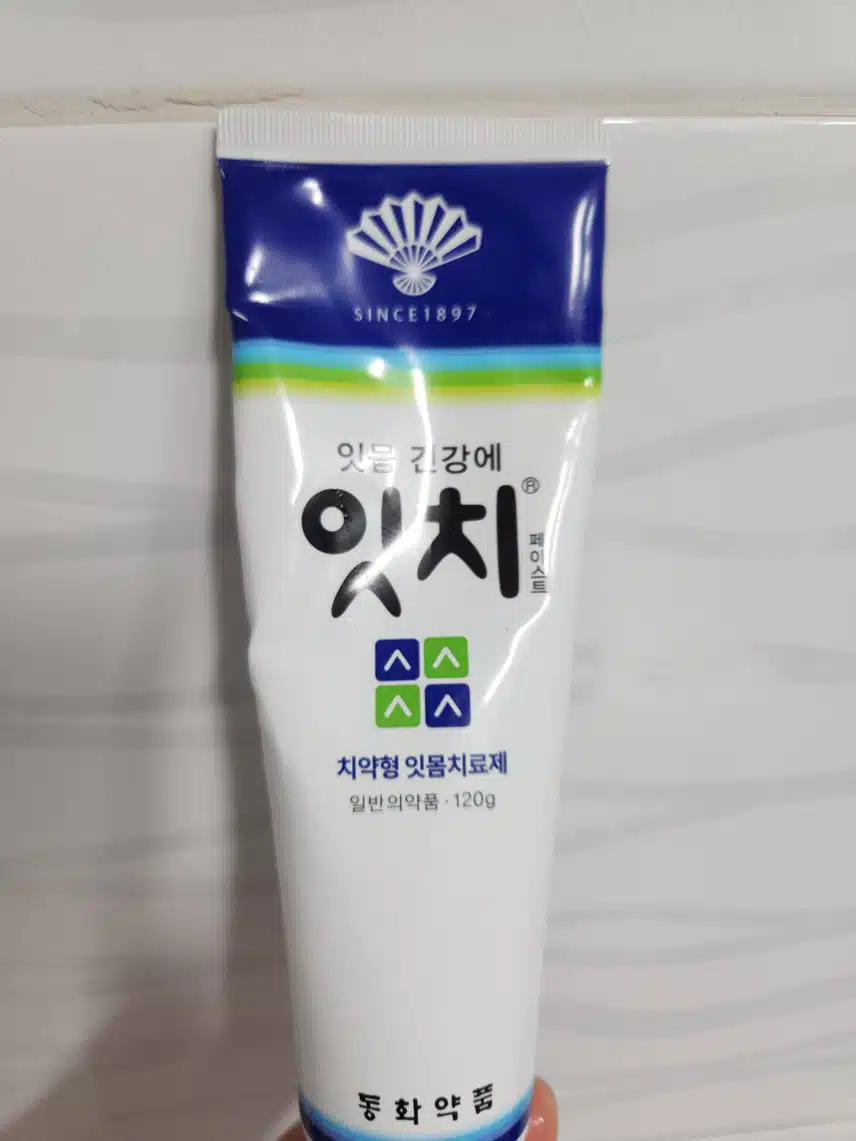 SINCE1897
잇몸 건강에
잇치®
페이스트
치약형 잇몸치료제
일반의약품·120g
동화약품